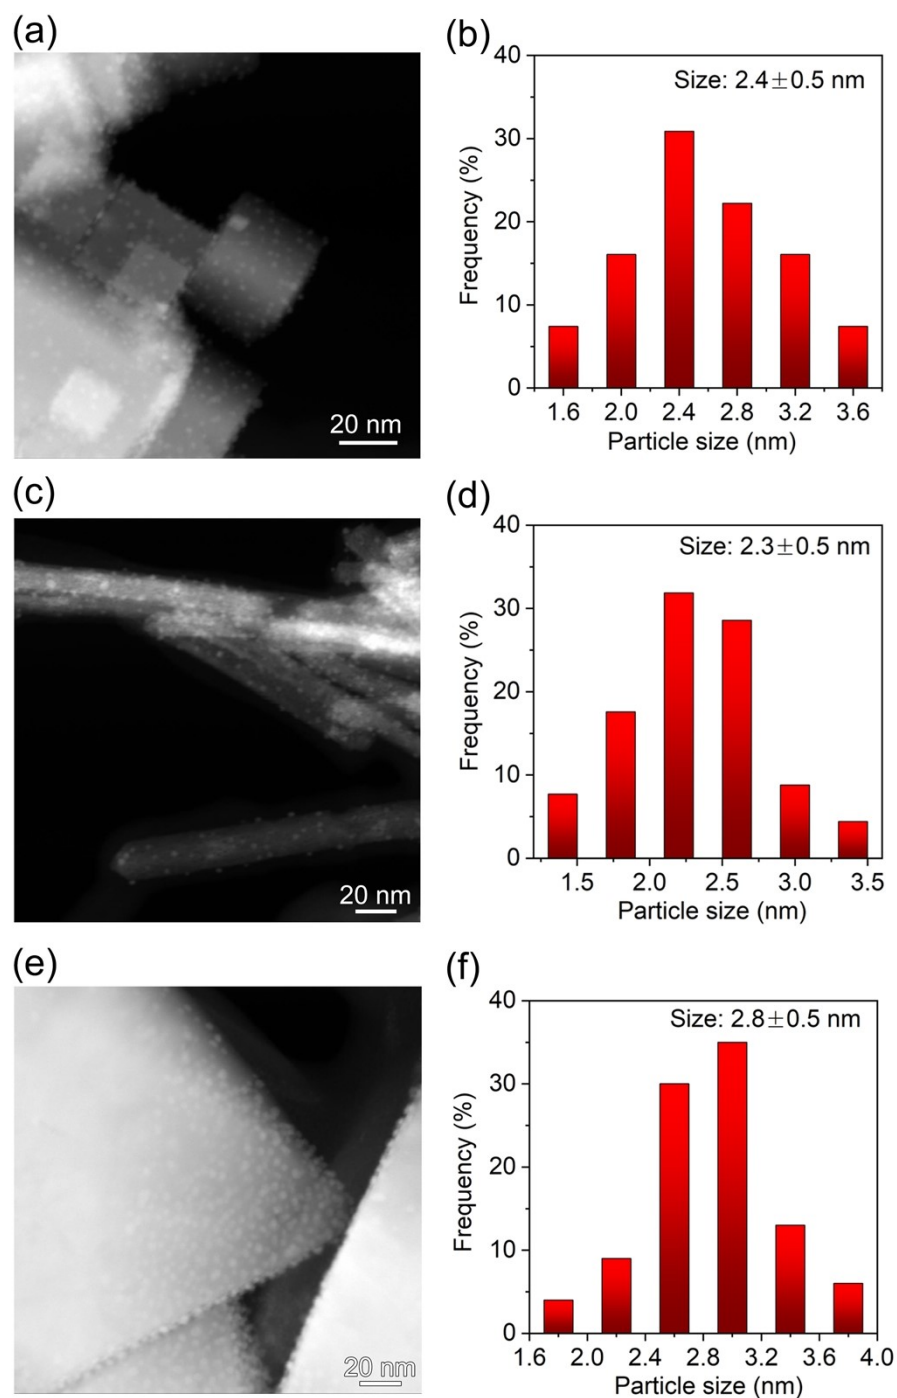 (a)
20 nm
(b)
Size: 2.4±0.5 nm
Frequency (%)
40
30
20
10
0
1.6 2.0 2.4 2.8 3.2 3.6
Particle size (nm)
(c)
20 nm
(d)
Size: 2.3±0.5 nm
Frequency (%)
40
30
20
10
0
1.5 2.0 2.5 3.0 3.5
Particle size (nm)
(e)
20 nm
(f)
Size: 2.8±0.5 nm
Frequency (%)
40
30
20
10
0
1.6 2.0 2.4 2.8 3.2 3.6 4.0
Particle size (nm)